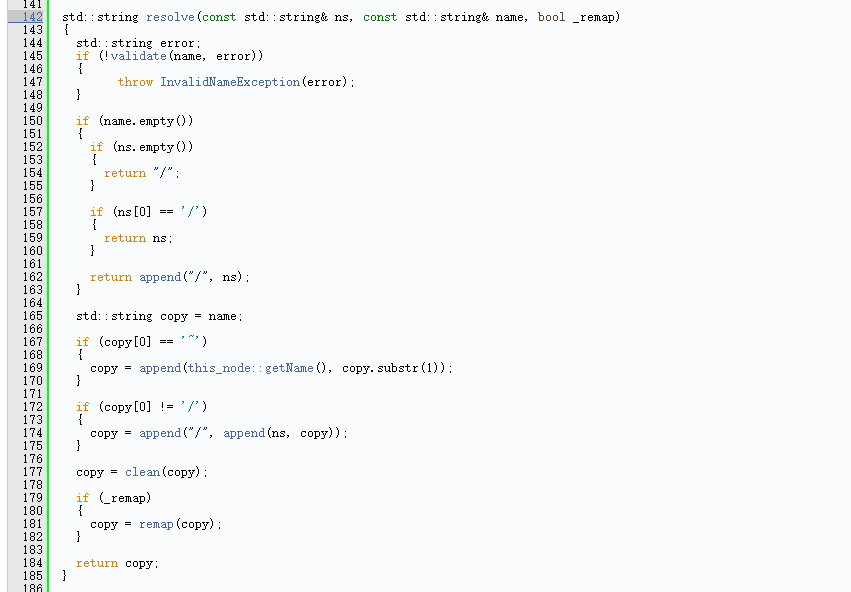 141
142 std::string resolve(const std::string& ns, const std::string& name, bool _remap)
143 {
144   std::string error;
145   if (!validate(name, error))
146   {
147         throw InvalidNameException(error);
148   }
149
150   if (name.empty())
151   {
152     if (ns.empty())
153     {
154       return "/";
155     }
156
157     if (ns[0] == '/')
158     {
159       return ns;
160     }
161
162     return append("/", ns);
163   }
164
165   std::string copy = name;
166
167   if (copy[0] == '~')
168   {
169     copy = append(this_node::getName(), copy.substr(1));
170   }
171
172   if (copy[0] != '/')
173   {
174     copy = append("/", append(ns, copy));
175   }
176
177   copy = clean(copy);
178
179   if (_remap)
180   {
181     copy = remap(copy);
182   }
183
184   return copy;
185 }
186